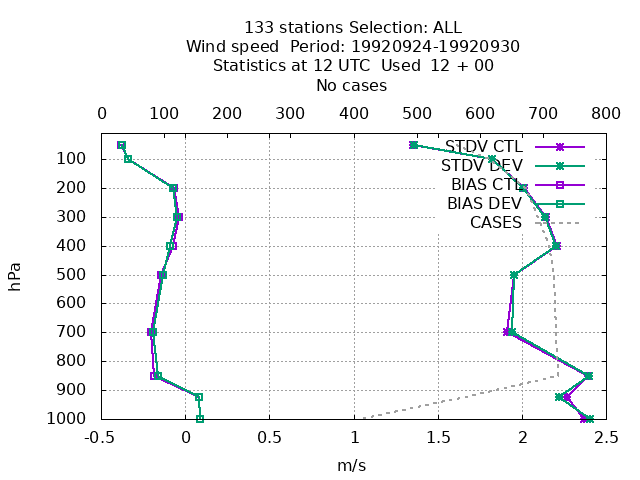 133 stations Selection: ALL
Wind speed  Period: 19920924-19920930
Statistics at 12 UTC  Used  12 + 00
No cases
0 100 200 300 400 500 600 700 800
STDV CTL
STDV DEV
BIAS CTL
BIAS DEV
CASES
100
200
300
400
500
600
700
800
900
1000
hPa
-0.5 0 0.5 1 1.5 2 2.5
m/s